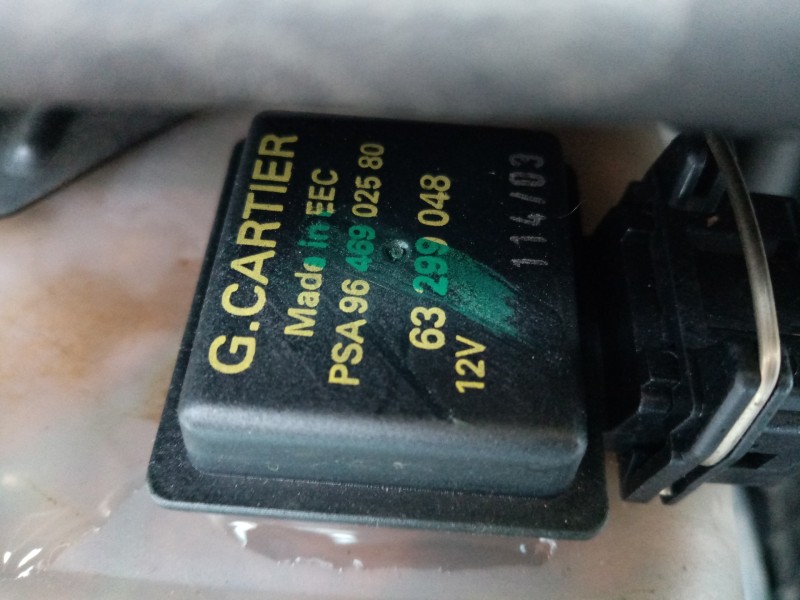 G.CARTIER
Made in EEC
PSA 96 469 025 80
63 299 048
12V
114/03